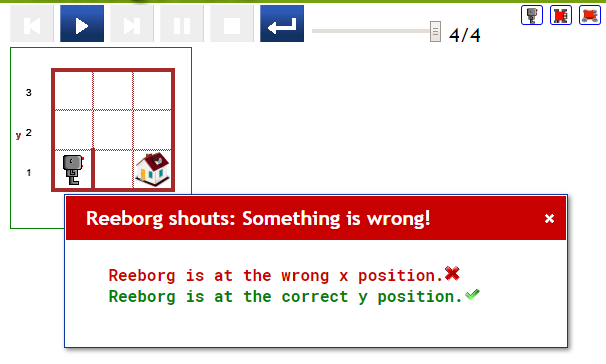 4/4
3
y 2
1
Reeborg shouts: Something is wrong!
Reeborg is at the wrong x position.
Reeborg is at the correct y position.